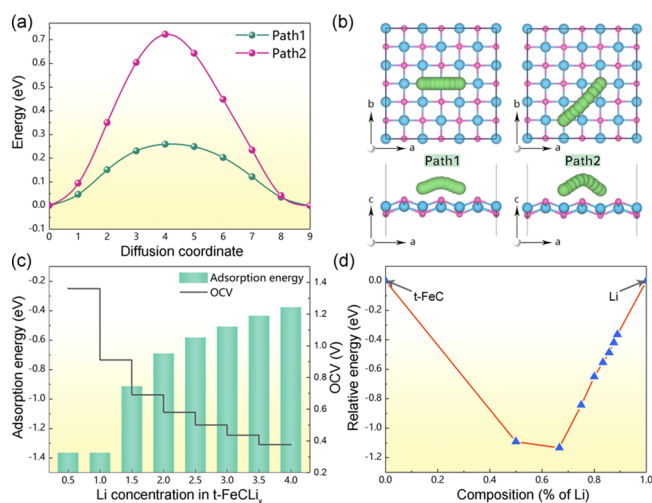 (a)
Path1
Path2
Energy (eV)
0.7
0.6
0.5
0.4
0.3
0.2
0.1
0.0
0 1 2 3 4 5 6 7 8 9
Diffusion coordinate
(b)
b
a
b
a
Path1
Path2
c
a
c
a
(c)
Adsorption energy
OCV
Adsorption energy (eV)
-0.2
-0.4
-0.6
-0.8
-1.0
-1.2
-1.4
1.4
1.2
1.0
0.8
0.6
0.4
0.2
OCV (V)
0.5 1.0 1.5 2.0 2.5 3.0 3.5 4.0
Li concentration in t-FeCLiₓ
(d)
t-FeC
Li
Relative energy (eV)
0.0
-0.2
-0.4
-0.6
-0.8
-1.0
-1.2
0.0 0.2 0.4 0.6 0.8 1.0
Composition (% of Li)